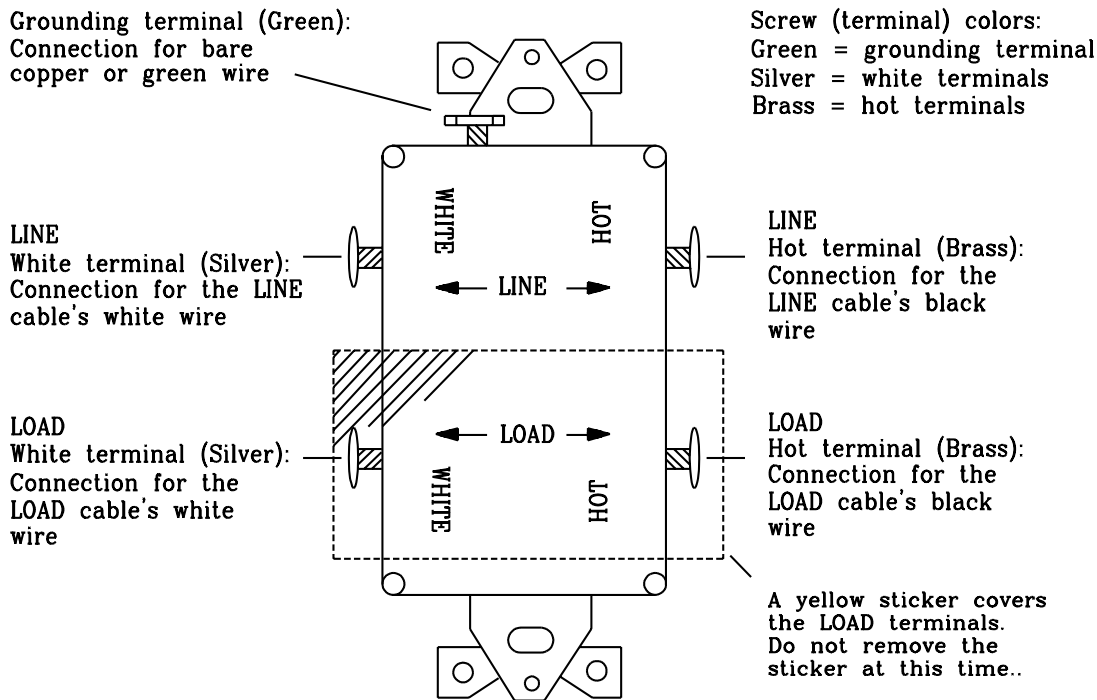 Grounding terminal (Green):
Connection for bare
copper or green wire
Screw (terminal) colors:
Green = grounding terminal
Silver = white terminals
Brass = hot terminals
WHITE
HOT
LINE
White terminal (Silver):
Connection for the LINE
cable's white wire
LINE
LINE
Hot terminal (Brass):
Connection for the
LINE cable's black
wire
LOAD
White terminal (Silver):
Connection for the
LOAD cable's white
wire
LOAD
WHITE
HOT
LOAD
Hot terminal (Brass):
Connection for the
LOAD cable's black
wire
A yellow sticker covers
the LOAD terminals.
Do not remove the
sticker at this time..